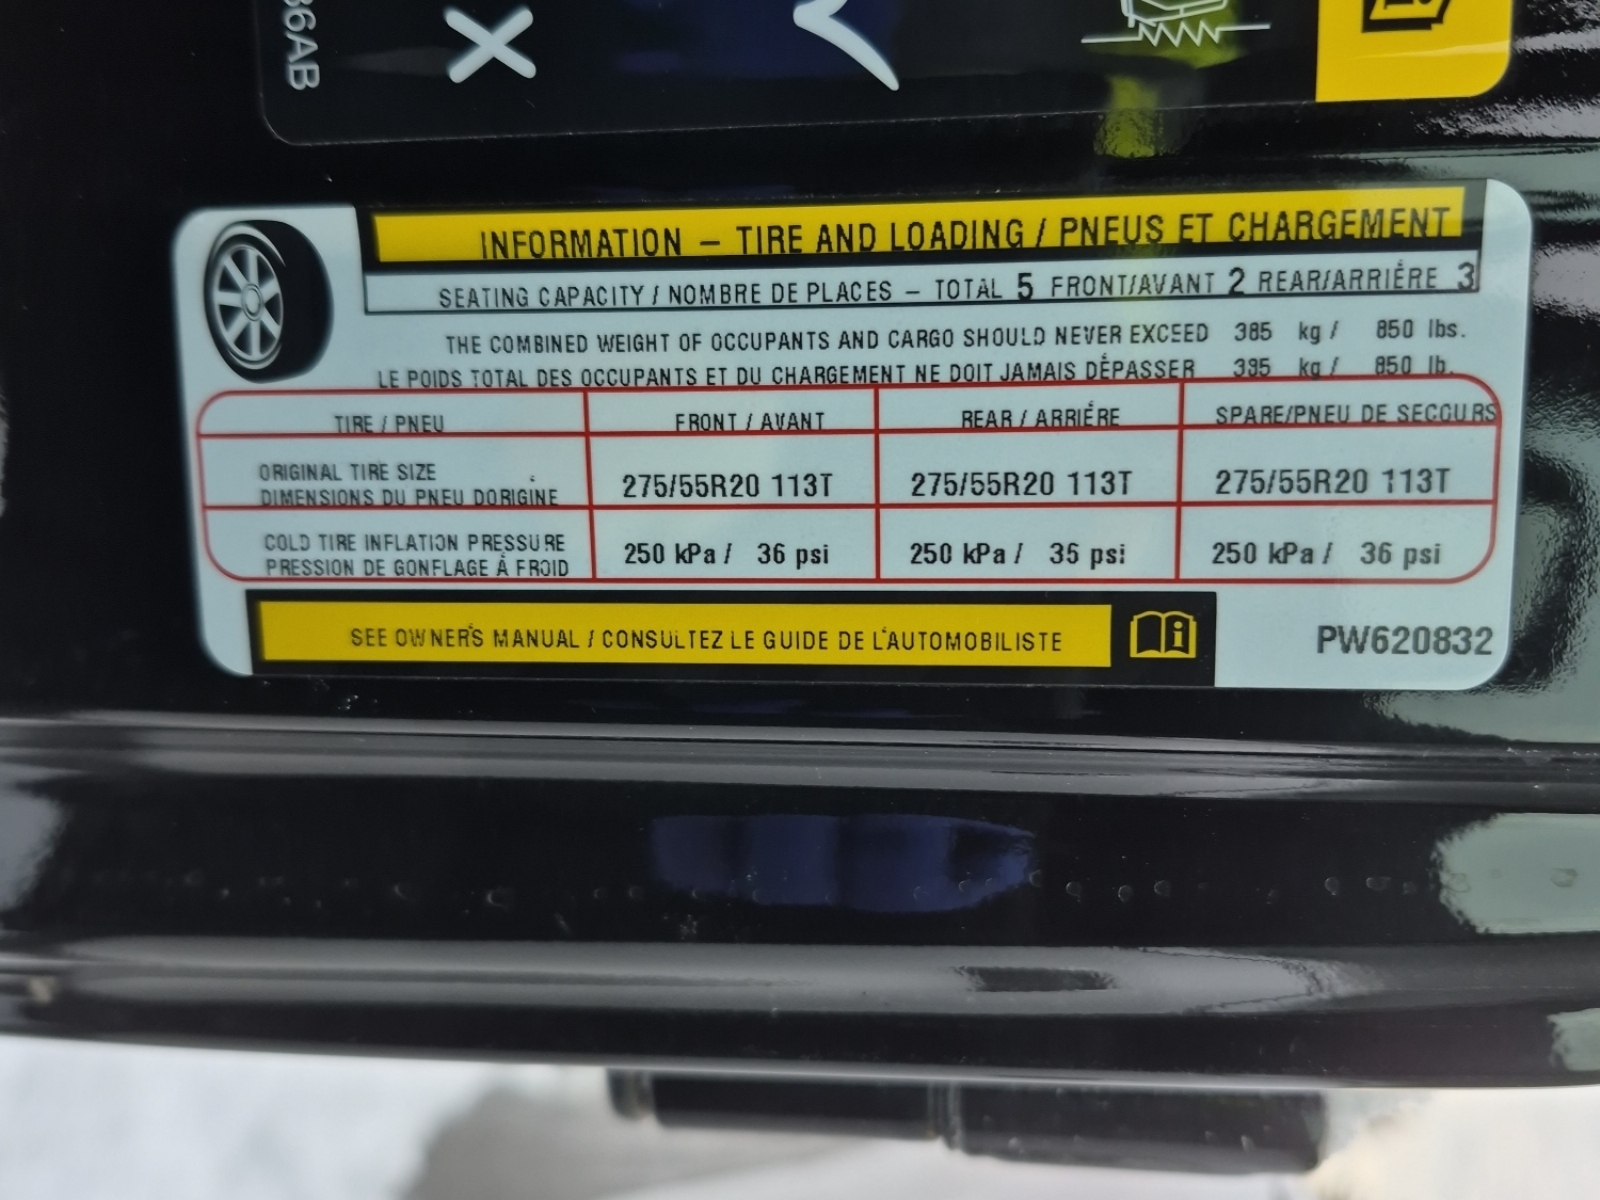 36AB
INFORMATION – TIRE AND LOADING / PNEUS ET CHARGEMENT
SEATING CAPACITY / NOMBRE DE PLACES – TOTAL 5 FRONT/AVANT 2 REAR/ARRIÈRE 3
THE COMBINED WEIGHT OF OCCUPANTS AND CARGO SHOULD NEVER EXCEED 385 kg / 850 lbs.
LE POIDS TOTAL DES OCCUPANTS ET DU CHARGEMENT NE DOIT JAMAIS DÉPASSER 385 kg / 850 lb.
TIRE / PNEU FRONT / AVANT REAR / ARRIÈRE SPARE/PNEU DE SECOURS
ORIGINAL TIRE SIZE
DIMENSIONS DU PNEU D'ORIGINE 275/55R20 113T 275/55R20 113T 275/55R20 113T
COLD TIRE INFLATION PRESSURE
PRESSION DE GONFLAGE À FROID 250 kPa / 36 psi 250 kPa / 36 psi 250 kPa / 36 psi
SEE OWNER'S MANUAL / CONSULTEZ LE GUIDE DE L'AUTOMOBILISTE
PW620832